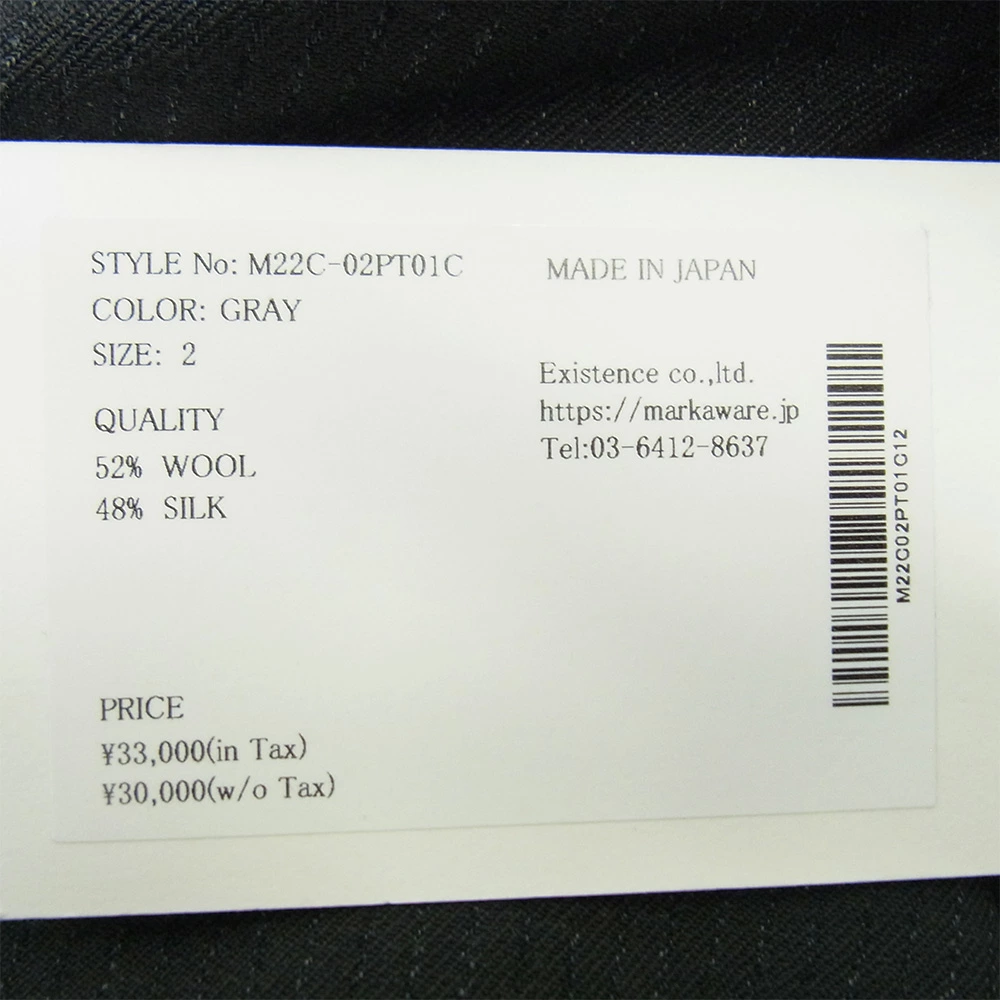 STYLE No: M22C-02PT01C
COLOR: GRAY
SIZE: 2
QUALITY
52% WOOL
48% SILK
PRICE
¥33,000(in Tax)
¥30,000(w/o Tax)
MADE IN JAPAN
Existence co.,ltd.
https://markaware.jp
Tel:03-6412-8637
M22C02PT01C12